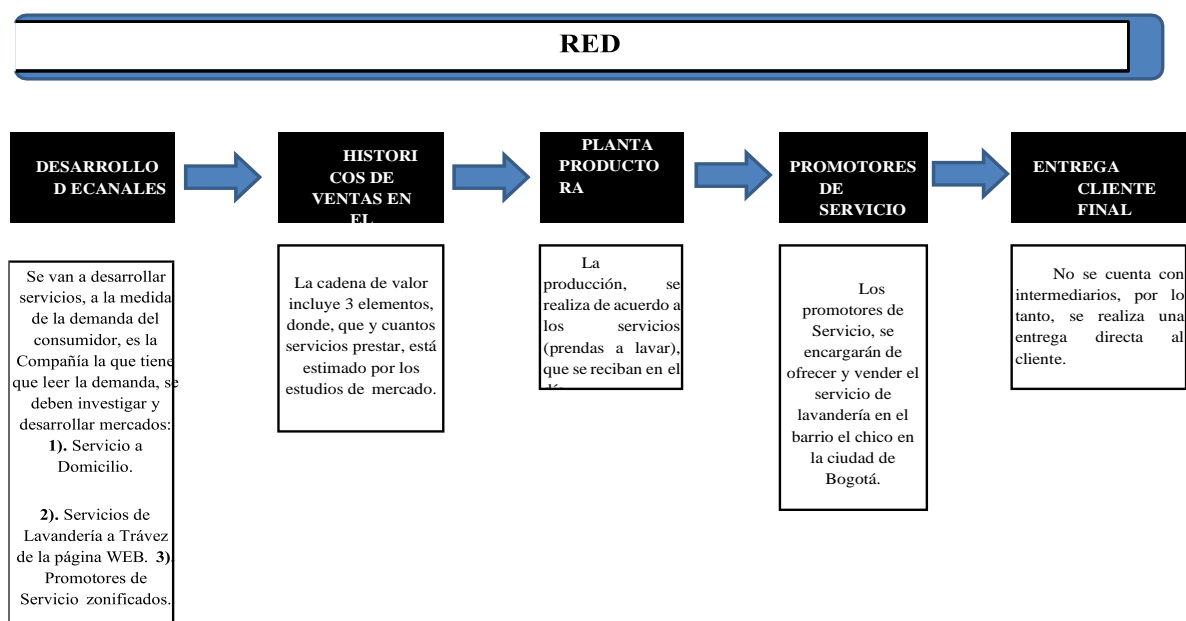 RED
DESARROLLO
D ECANALES
HISTORI
COS DE
VENTAS EN
EL
PLANTA
PRODUCTO
RA
PROMOTORES
DE
SERVICIO
ENTREGA
CLIENTE
FINAL
Se van a desarrollar
servicios, a la medida
de la demanda del
consumidor, es la
Compañía la que tiene
que leer la demanda, se
deben investigar y
desarrollar mercados:
1). Servicio a
Domicilio.
2). Servicios de
Lavandería a Trávez
de la página WEB. 3).
Promotores de
Servicio zonificados.
La cadena de valor
incluye 3 elementos,
donde, que y cuantos
servicios prestar, está
estimado por los
estudios de mercado.
La
producción, se
realiza de acuerdo a
los servicios
(prendas a lavar),
que se reciban en el
Los
promotores de
Servicio, se
encargarán de
ofrecer y vender el
servicio de
lavandería en el
barrio el chico en
la ciudad de
Bogotá.
No se cuenta con
intermediarios, por lo
tanto, se realiza una
entrega directa al
cliente.